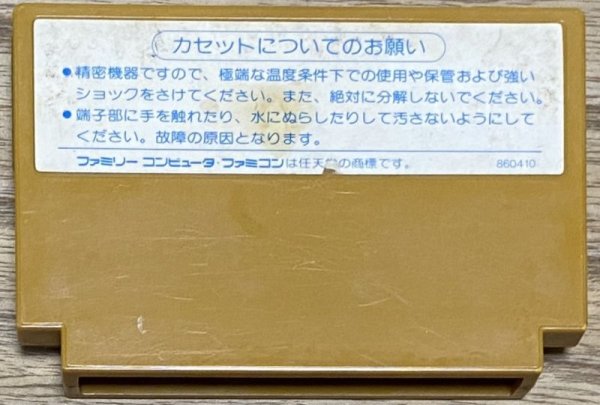 カセットについてのお願い
●精密機器ですので、極端な温度条件下での使用や保管および強い
ショックをさけてください。また、絶対に分解しないでください。
●端子部に手を触れたり、水にぬらしたりして汚さないようにして
ください。故障の原因となります。
ファミリー コンピュータ・ファミコンは任天堂の商標です。 860410